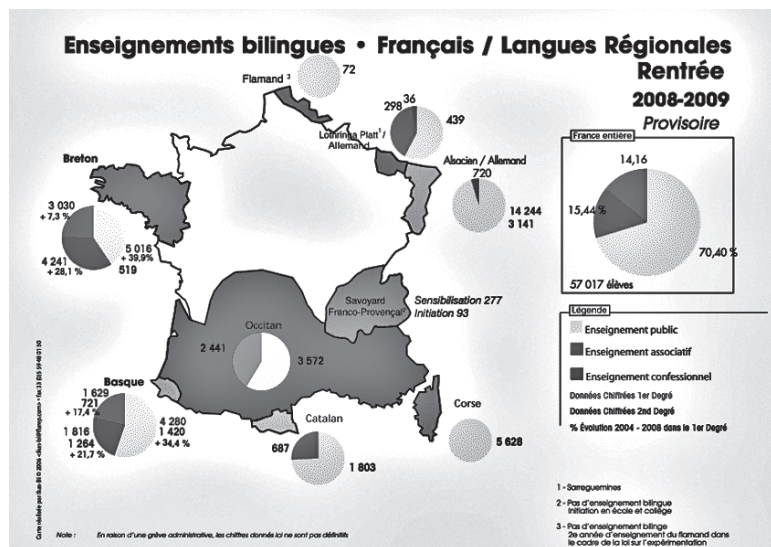 Enseignements bilingues • Français / Langues Régionales
Rentrée
2008-2009
Provisoire
Flamand ³
72
298
36
439
Lothringa Platt¹/
Allemand
Alsacien / Allemand
720
14 244
3 141
Breton
3 030
+ 7,3 %
4 241
+ 28,1 %
5 016
+ 39,9%
519
France entière
14,16
15,44 %
70,40 %
57 017 élèves
Savoyard
Franco-Provençal²
Sensibilisation 277
Initiation 93
Occitan
2 441
3 572
Légende
Enseignement public
Enseignement associatif
Enseignement confessionnel
Données Chiffrées 1er Degré
Données Chiffrées 2nd Degré
% Évolution 2004 - 2008 dans le 1er Degré
Basque
1 629
721
+ 17,4 %
1 816
1 264
+ 21,7 %
4 280
1 420
+ 34,4 %
Catalan
687
1 803
Corse
5 628
1 - Sarreguemines
2 - Pas d'enseignement bilingue
Initiation en école et collège
3 - Pas d'enseignement bilinge
2e année d'enseignement du flamand dans
le cadre de la loi sur l'expérimentation
Note :
En raison d'une grève administrative, les chiffres donnés ici ne sont pas définitifs
Carte réalisée par